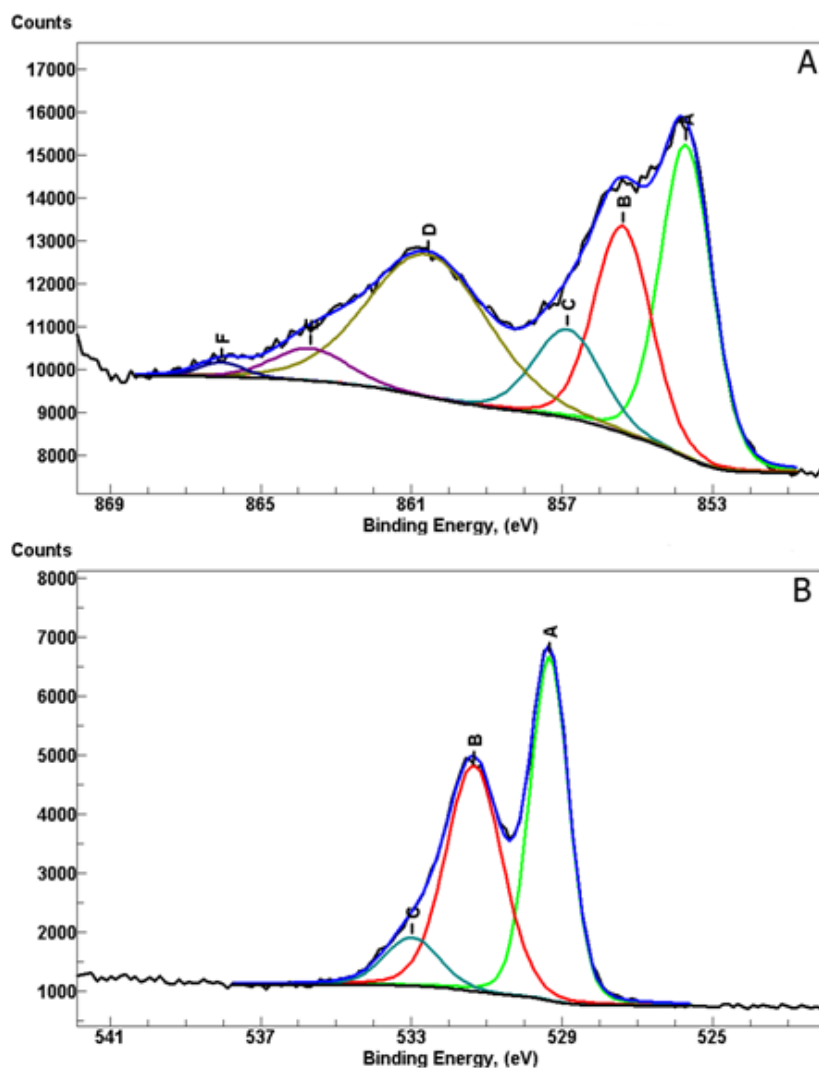 Counts
A
17000
16000
15000
14000
13000
12000
11000
10000
9000
8000
A
B
C
D
F
869 865 861 857 853
Binding Energy, (eV)
Counts
B
8000
7000
6000
5000
4000
3000
2000
1000
A
B
C
541 537 533 529 525
Binding Energy, (eV)